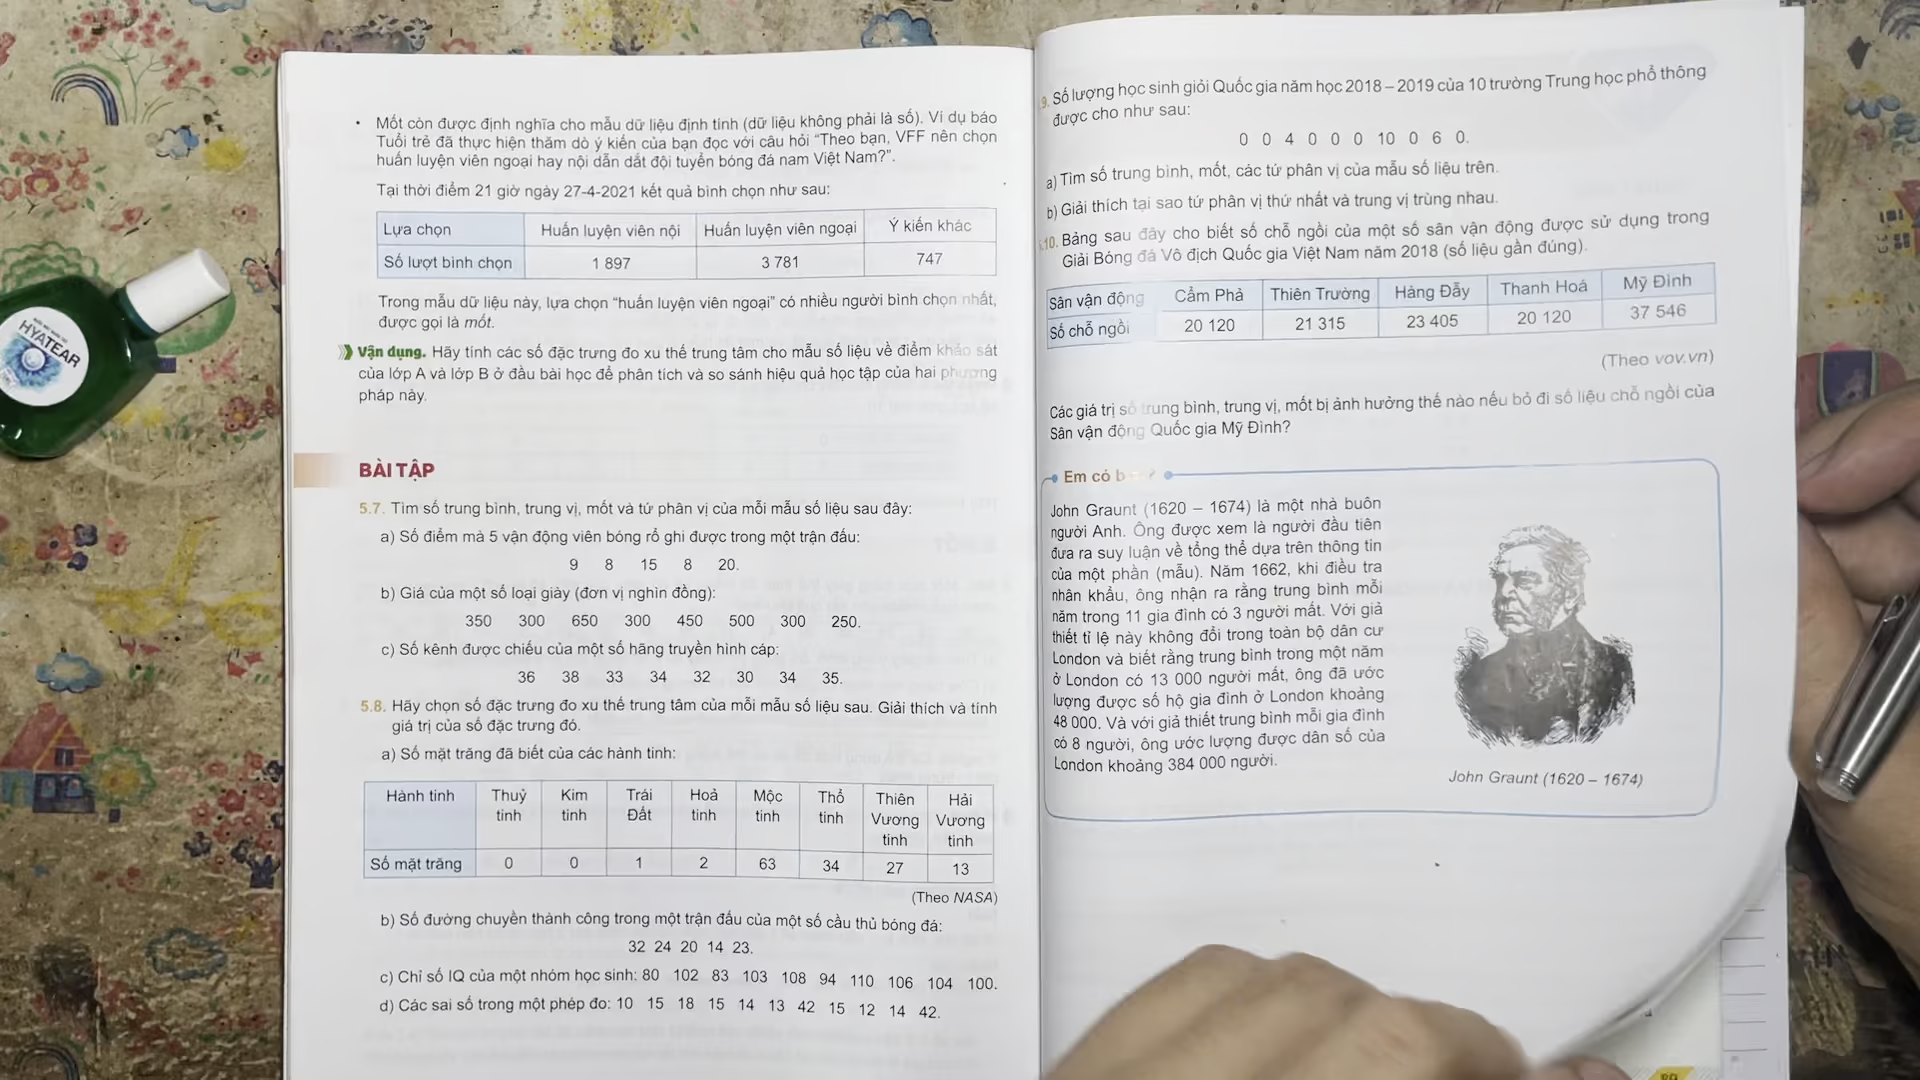 HYATEAR
• Mốt còn được định nghĩa cho mẫu dữ liệu định tính (dữ liệu không phải là số). Ví dụ báo
Tuổi trẻ đã thực hiện thăm dò ý kiến của bạn đọc với câu hỏi “Theo bạn, VFF nên chọn
huấn luyện viên ngoại hay nội dẫn dắt đội tuyển bóng đá nam Việt Nam?”.
Tại thời điểm 21 giờ ngày 27-4-2021 kết quả bình chọn như sau:
Lựa chọn Huấn luyện viên nội Huấn luyện viên ngoại Ý kiến khác
Số lượt bình chọn 1 897 3 781 747
Trong mẫu dữ liệu này, lựa chọn “huấn luyện viên ngoại” có nhiều người bình chọn nhất,
được gọi là mốt.
Vận dụng. Hãy tính các số đặc trưng đo xu thế trung tâm cho mẫu số liệu về điểm khảo sát
của lớp A và lớp B ở đầu bài học để phân tích và so sánh hiệu quả học tập của hai phương
pháp này.
BÀI TẬP
5.7. Tìm số trung bình, trung vị, mốt và tứ phân vị của mỗi mẫu số liệu sau đây:
a) Số điểm mà 5 vận động viên bóng rổ ghi được trong một trận đấu:
9 8 15 8 20.
b) Giá của một số loại giày (đơn vị nghìn đồng):
350 300 650 300 450 500 300 250.
c) Số kênh được chiếu của một số hãng truyền hình cáp:
36 38 33 34 32 30 34 35.
5.8. Hãy chọn số đặc trưng đo xu thế trung tâm của mỗi mẫu số liệu sau. Giải thích và tính
giá trị của số đặc trưng đó.
a) Số mặt trăng đã biết của các hành tinh:
Hành tinh Thuỷ tinh Kim tinh Trái Đất Hoả tinh Mộc tinh Thổ tinh Thiên Vương tinh Hải Vương tinh
Số mặt trăng 0 0 1 2 63 34 27 13
(Theo NASA)
b) Số đường chuyền thành công trong một trận đấu của một số cầu thủ bóng đá:
32 24 20 14 23.
c) Chỉ số IQ của một nhóm học sinh: 80 102 83 103 108 94 110 106 104 100.
d) Các sai số trong một phép đo: 10 15 18 15 14 13 42 15 12 14 42.
9. Số lượng học sinh giỏi Quốc gia năm học 2018 – 2019 của 10 trường Trung học phổ thông
được cho như sau:
0 0 4 0 0 0 10 0 6 0.
a) Tìm số trung bình, mốt, các tứ phân vị của mẫu số liệu trên.
b) Giải thích tại sao tứ phân vị thứ nhất và trung vị trùng nhau.
10. Bảng sau đây cho biết số chỗ ngồi của một số sân vận động được sử dụng trong
Giải Bóng đá Vô địch Quốc gia Việt Nam năm 2018 (số liệu gần đúng).
Sân vận động Cẩm Phả Thiên Trường Hàng Đẫy Thanh Hoá Mỹ Đình
Số chỗ ngồi 20 120 21 315 23 405 20 120 37 546
(Theo vov.vn)
Các giá trị số trung bình, trung vị, mốt bị ảnh hưởng thế nào nếu bỏ đi số liệu chỗ ngồi của
Sân vận động Quốc gia Mỹ Đình?
Em có
John Graunt (1620 – 1674) là một nhà buôn
người Anh. Ông được xem là người đầu tiên
đưa ra suy luận về tổng thể dựa trên thông tin
của một phần (mẫu). Năm 1662, khi điều tra
nhân khẩu, ông nhận ra rằng trung bình mỗi
năm trong 11 gia đình có 3 người mất. Với giả
thiết tỉ lệ này không đổi trong toàn bộ dân cư
London và biết rằng trung bình trong một năm
ở London có 13 000 người mất, ông đã ước
lượng được số hộ gia đình ở London khoảng
48 000. Và với giả thiết trung bình mỗi gia đình
có 8 người, ông ước lượng được dân số của
London khoảng 384 000 người.
John Graunt (1620 – 1674)